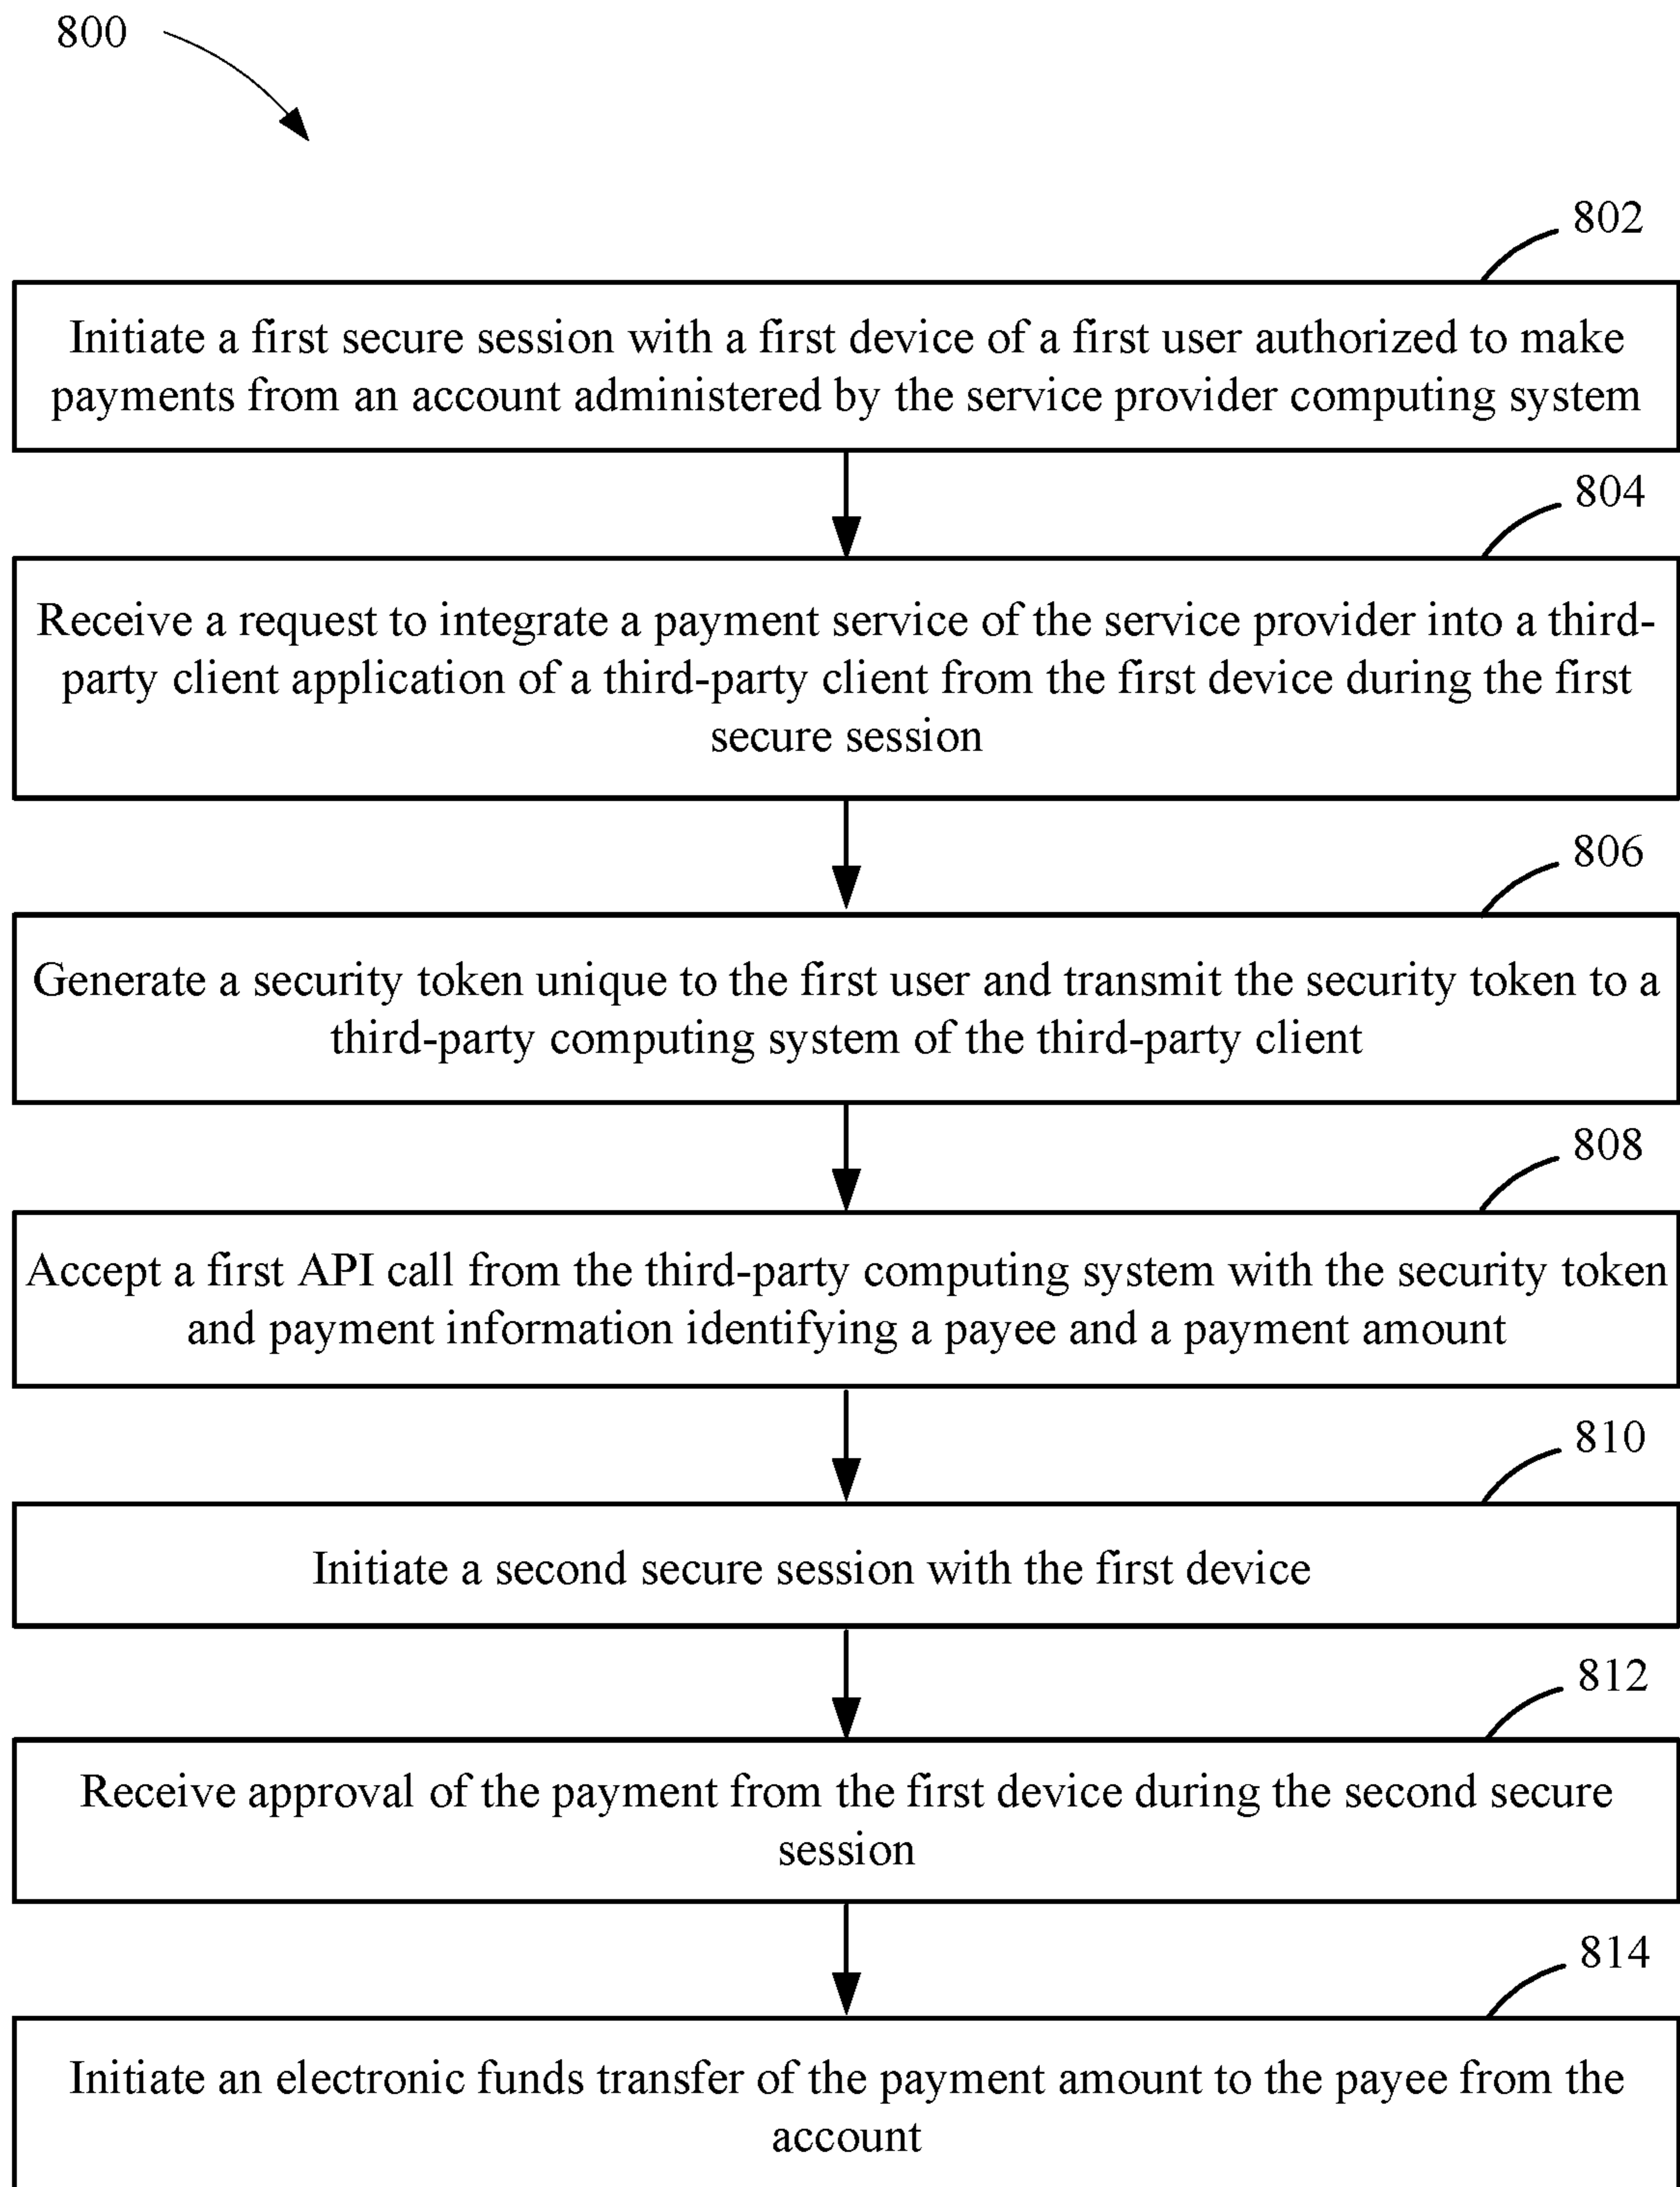 800
802
Initiate a first secure session with a first device of a first user authorized to make
payments from an account administered by the service provider computing system
804
Receive a request to integrate a payment service of the service provider into a third-
party client application of a third-party client from the first device during the first
secure session
806
Generate a security token unique to the first user and transmit the security token to a
third-party computing system of the third-party client
808
Accept a first API call from the third-party computing system with the security token
and payment information identifying a payee and a payment amount
810
Initiate a second secure session with the first device
812
Receive approval of the payment from the first device during the second secure
session
814
Initiate an electronic funds transfer of the payment amount to the payee from the
account